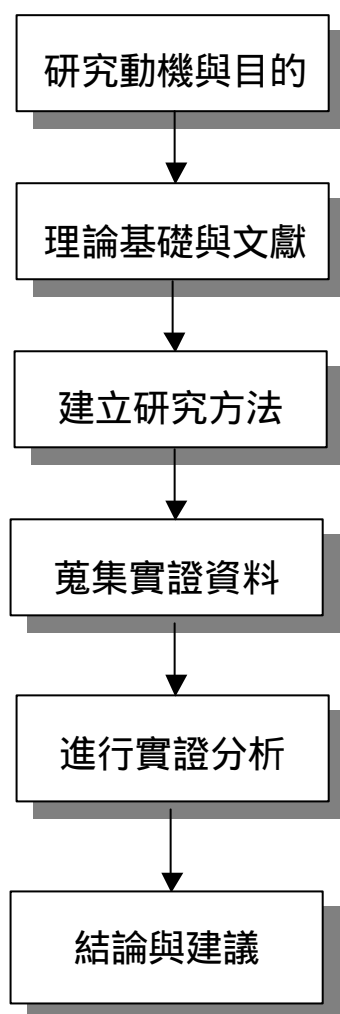 研究動機與目的
理論基礎與文獻
建立研究方法
蒐集實證資料
進行實證分析
結論與建議